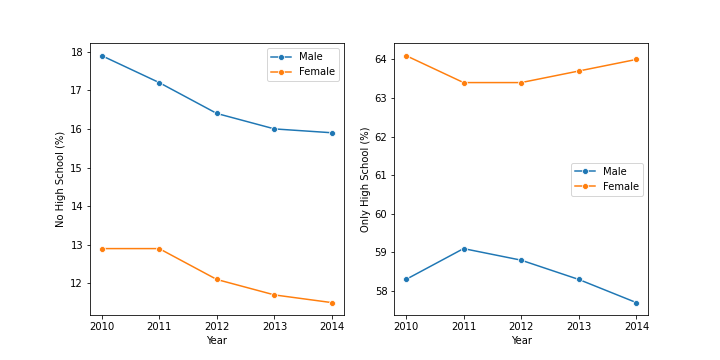 No High School (%)
18
17
16
15
14
13
12
Male
Female
2010 2011 2012 2013 2014
Year
Only High School (%)
64
63
62
61
60
59
58
Male
Female
2010 2011 2012 2013 2014
Year